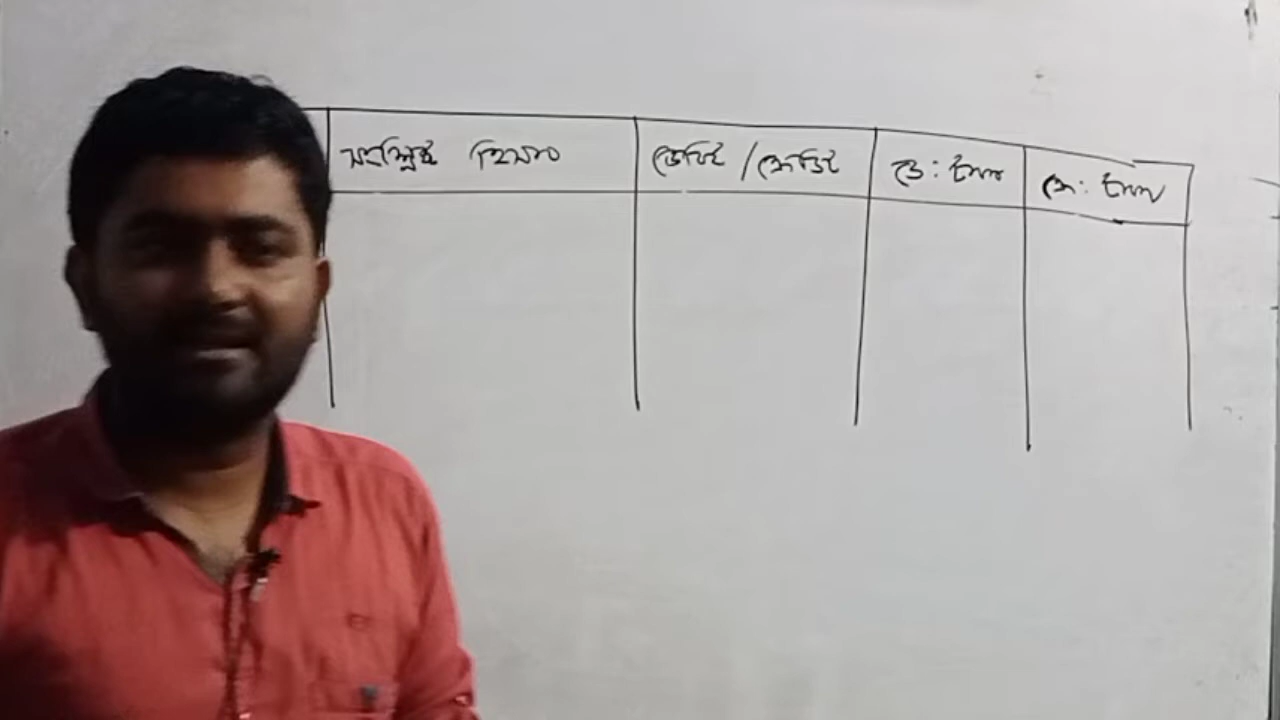 সংশ্লিষ্ট হিসাব
ডেবিট / ক্রেডিট
ডে: টাকা
ক্রে: টাকা